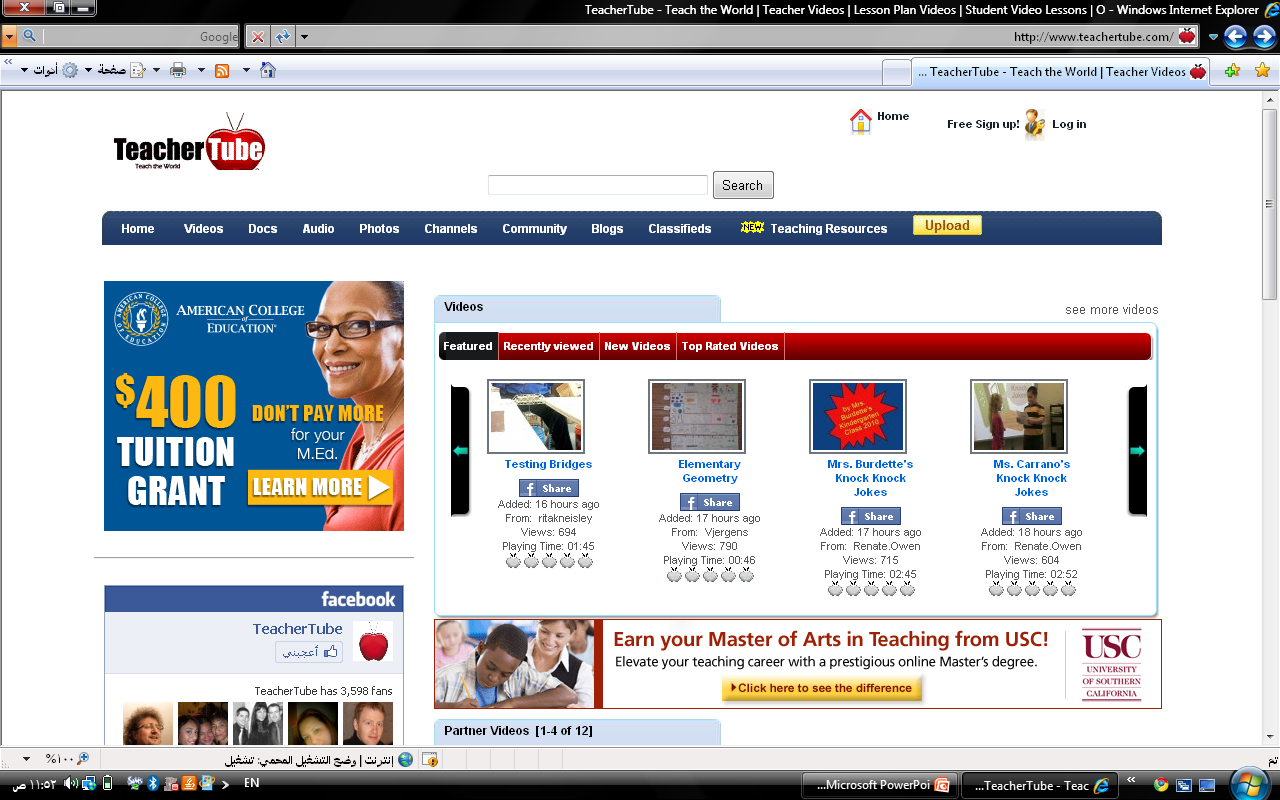 TeacherTube - Teach the World | Teacher Videos | Lesson Plan Videos | Student Video Lessons | O - Windows Internet Explorer
Google
http://www.teachertube.com/
أدوات
صفحة
... TeacherTube - Teach the World | Teacher Videos
TeacherTube
Teach the World
Home
Free Sign up!
Log in
Search
Home
Videos
Docs
Audio
Photos
Channels
Community
Blogs
Classifieds
NEW
Teaching Resources
Upload
AMERICAN COLLEGE
of
EDUCATION
$400
TUITION
GRANT
DON'T PAY MORE
for your
M.Ed.
LEARN MORE
Videos
see more videos
Featured
Recently viewed
New Videos
Top Rated Videos
Testing Bridges
Share
Added: 16 hours ago
From: ritakneisley
Views: 694
Playing Time: 01:45
Elementary
Geometry
Share
Added: 17 hours ago
From: Vjergens
Views: 790
Playing Time: 00:46
by Mrs.
Burdette's
Kindergarten
Class 2010
Mrs. Burdette's
Knock Knock
Jokes
Share
Added: 17 hours ago
From: Renate.Owen
Views: 715
Playing Time: 02:45
Ms. Carrano's
Knock Knock
Jokes
Share
Added: 18 hours ago
From: Renate.Owen
Views: 604
Playing Time: 02:52
facebook
TeacherTube
أعجبني
TeacherTube has 3,598 fans
Earn your Master of Arts in Teaching from USC!
Elevate your teaching career with a prestigious online Master's degree.
Click here to see the difference
USC
UNIVERSITY
OF SOUTHERN
CALIFORNIA
Partner Videos [1-4 of 12]
تم
إنترنت | وضع التشغيل المحمي: تشغيل
%١٠٠
...TeacherTube - Teac
...Microsoft PowerPoi
EN
١١:٥٢ ص